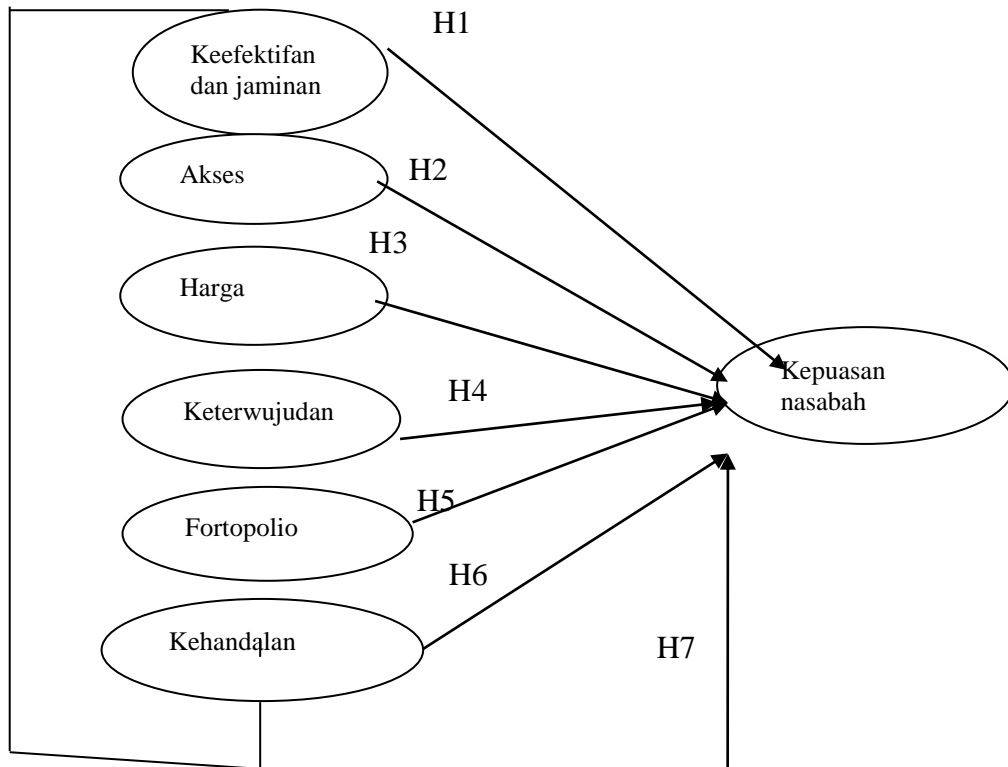 H1
Keefektifan
dan jaminan
Akses
H2
H3
Harga
Kepuasan
nasabah
Keterwujudan
H4
Fortopolio
H5
H6
Kehandalan
H7